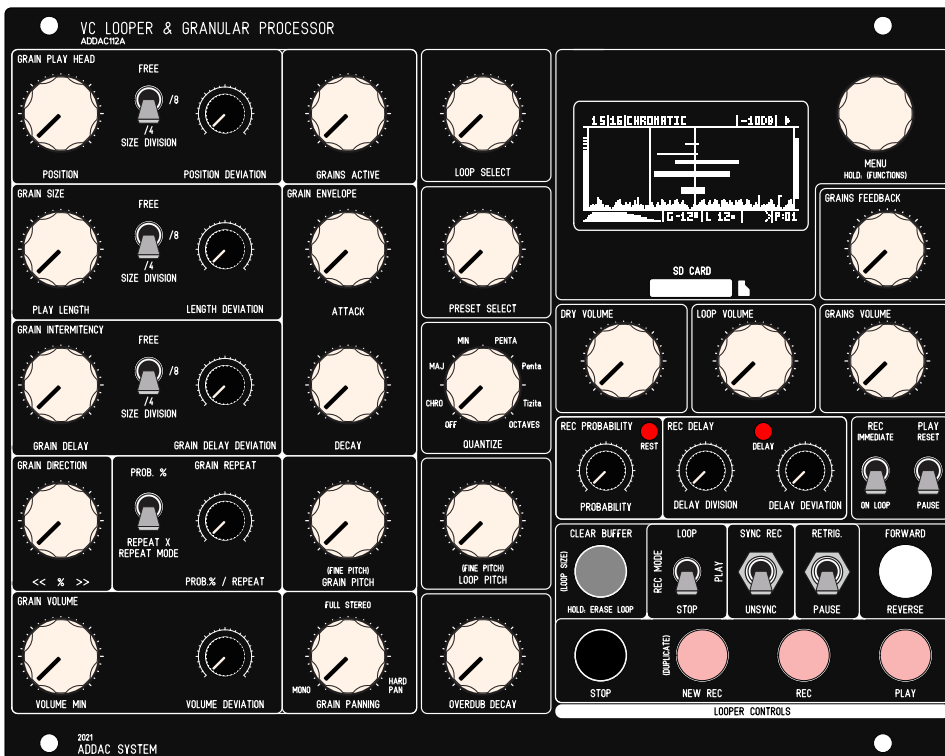 VC LOOPER & GRANULAR PROCESSOR
ADDAC112A
GRAIN PLAY HEAD
FREE
/8
/4
SIZE DIVISION
POSITION
POSITION DEVIATION
GRAINS ACTIVE
LOOP SELECT
15|16|CHROMATIC |-10DB|
MENU
HOLD: (FUNCTIONS)
GRAIN SIZE
FREE
/8
/4
SIZE DIVISION
PLAY LENGTH
LENGTH DEVIATION
GRAIN ENVELOPE
ATTACK
PRESET SELECT
SD CARD
GRAINS FEEDBACK
GRAIN INTERMITENCY
FREE
/8
/4
SIZE DIVISION
GRAIN DELAY
GRAIN DELAY DEVIATION
DECAY
MIN
PENTA
MAJ
Penta
CHRO
Tizita
OFF
OCTAVES
QUANTIZE
DRY VOLUME
LOOP VOLUME
GRAINS VOLUME
REC PROBABILITY
REST
PROBABILITY
REC DELAY
DELAY
DELAY DIVISION
DELAY DEVIATION
REC
IMMEDIATE
ON LOOP
PLAY
RESET
PAUSE
GRAIN DIRECTION
<< % >>
PROB. %
GRAIN REPEAT
REPEAT X
REPEAT MODE
PROB.% / REPEAT
(FINE PITCH)
GRAIN PITCH
(FINE PITCH)
LOOP PITCH
CLEAR BUFFER
(LOOP SIZE)
HOLD: ERASE LOOP
LOOP
REC MODE
PLAY
STOP
SYNC REC
UNSYNC
RETRIG.
PAUSE
FORWARD
REVERSE
GRAIN VOLUME
VOLUME MIN
VOLUME DEVIATION
FULL STEREO
MONO
HARD
PAN
GRAIN PANNING
OVERDUB DECAY
STOP
(DUPLICATE)
NEW REC
REC
PLAY
LOOPER CONTROLS
2021
ADDAC SYSTEM